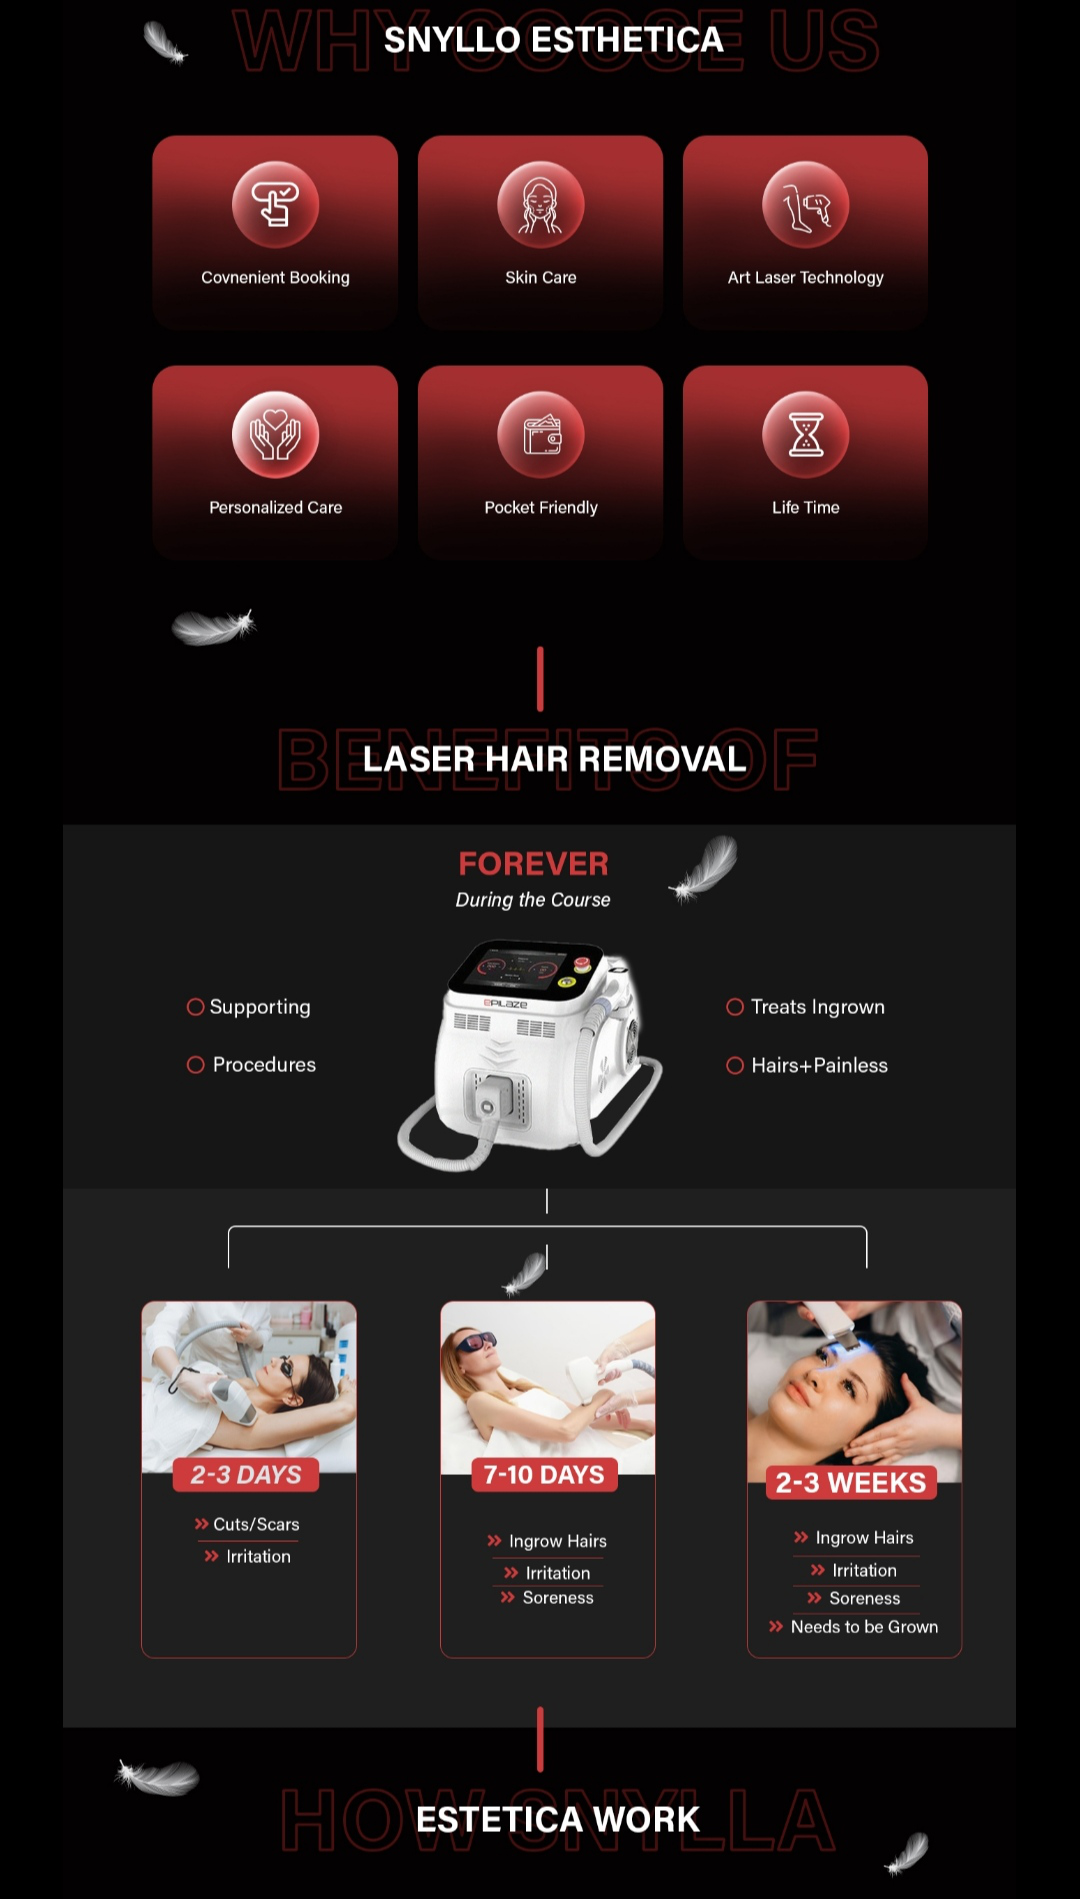 WHY COOSE US
SNYLLO ESTHETICA
Covnenient Booking
Skin Care
Art Laser Technology
Personalized Care
Pocket Friendly
Life Time
BENEFITS OF
LASER HAIR REMOVAL
FOREVER
During the Course
Supporting
Procedures
EPILAZE
Treats Ingrown
Hairs+Painless
2-3 DAYS
Cuts/Scars
Irritation
7-10 DAYS
Ingrow Hairs
Irritation
Soreness
2-3 WEEKS
Ingrow Hairs
Irritation
Soreness
Needs to be Grown
HOW SNYLLA
ESTETICA WORK